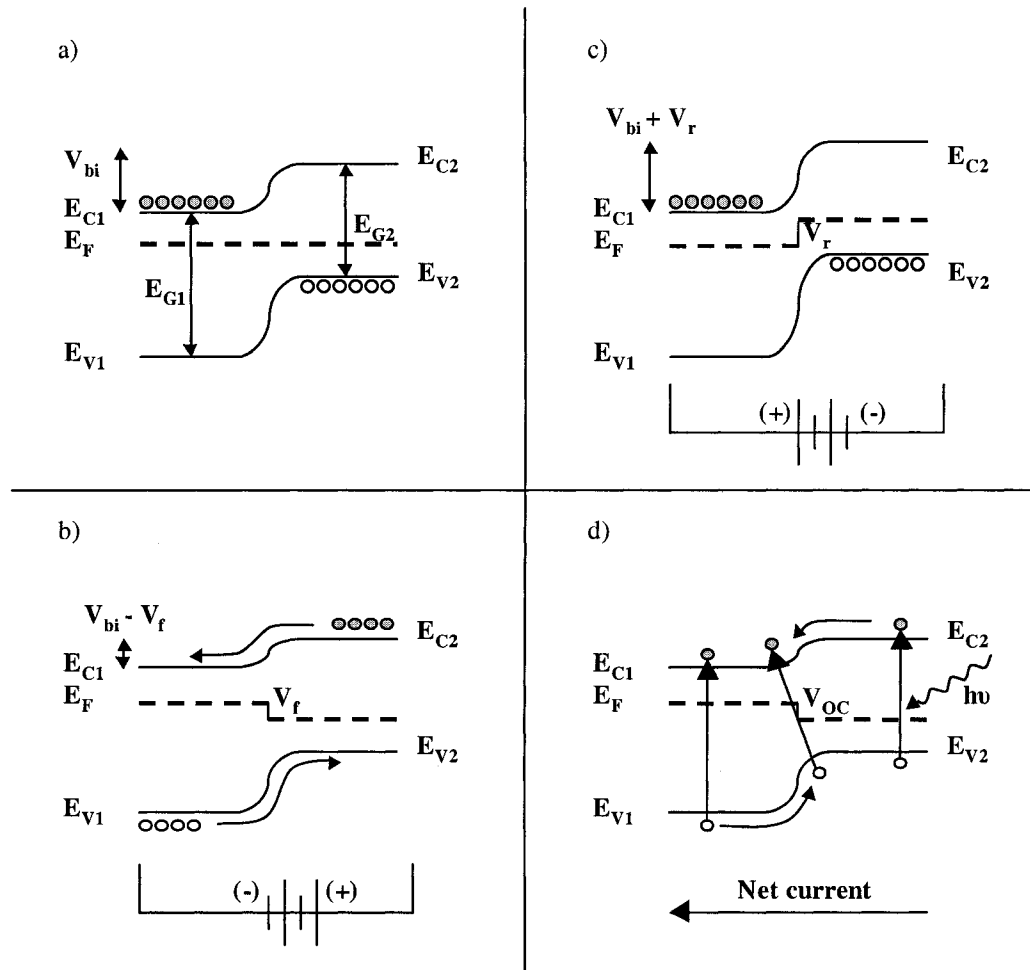 a)
V_bi
E_C1
E_F
E_V1
E_G1
E_G2
E_C2
E_V2
c)
V_bi + V_r
E_C1
E_F
E_V1
V_r
E_C2
E_V2
(+) (-)
b)
V_bi - V_f
E_C1
E_F
E_V1
V_f
E_C2
E_V2
(-) (+)
d)
E_C1
E_F
E_V1
V_OC
E_C2
hυ
E_V2
Net current